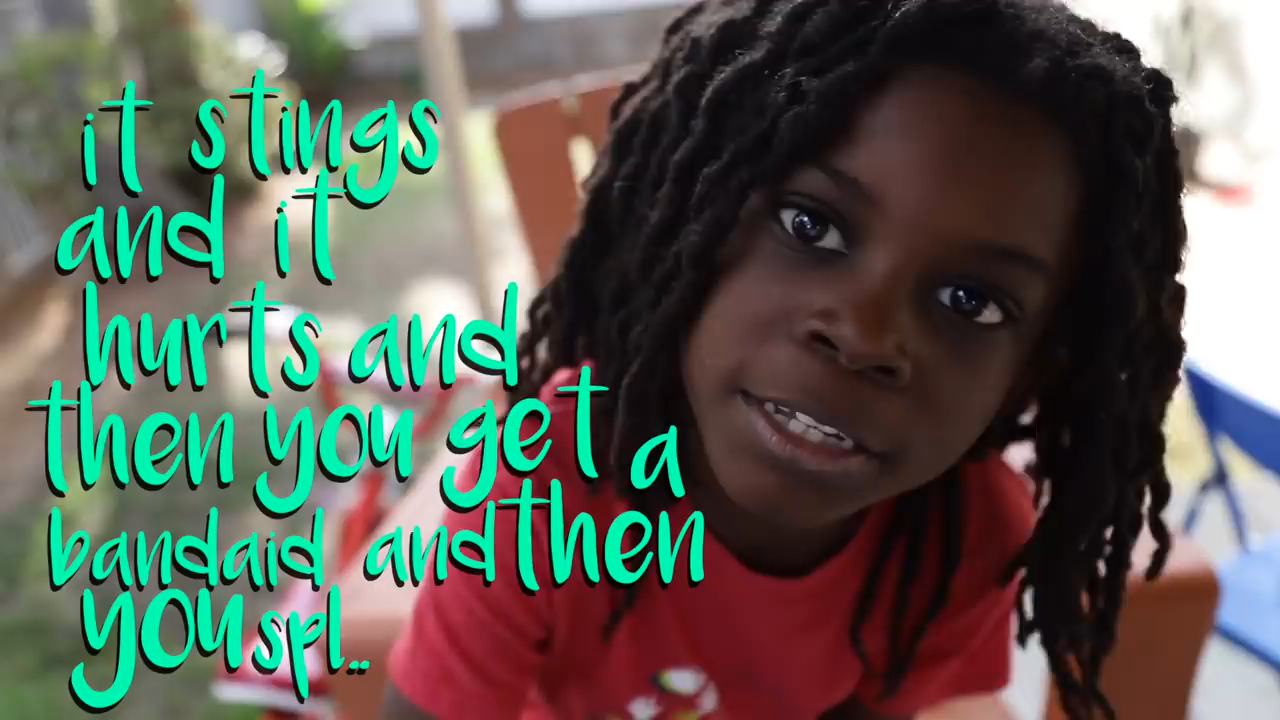 it stings
and it
hurts and
then you get a
bandaid and then
you spl..